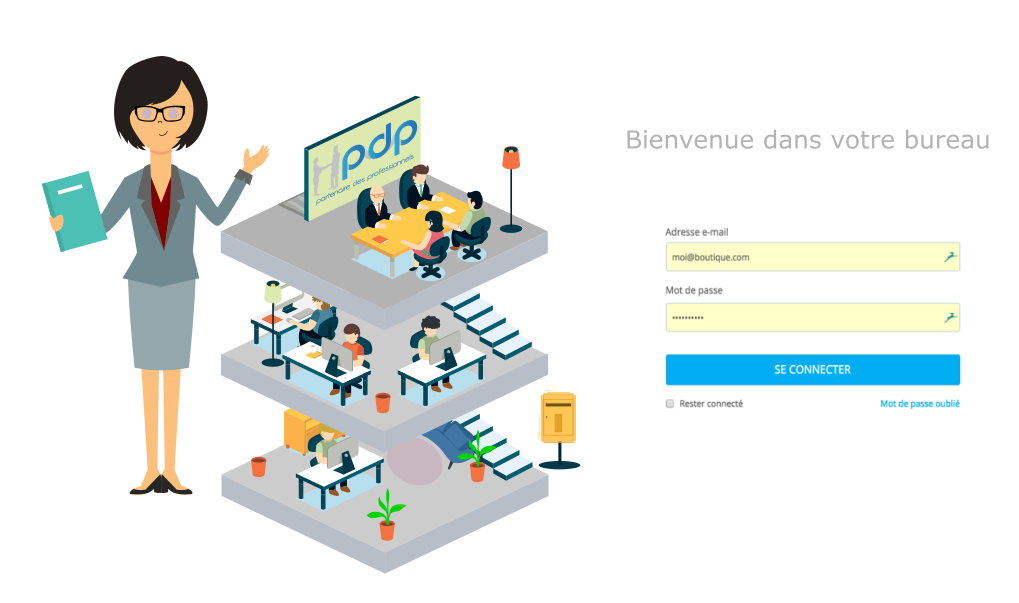 pdp
partenaire des professionnels
Bienvenue dans votre bureau
Adresse e-mail
moi@boutique.com
Mot de passe
••••••••••
SE CONNECTER
Rester connecté
Mot de passe oublié